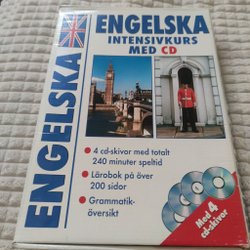 ENGELSKA
ENGELSKA
INTENSIVKURS
MED CD
• 4 cd-skivor med totalt
240 minuter speltid
• Lärobok på över
200 sidor
• Grammatik-
översikt
Med 4
cd-skivor